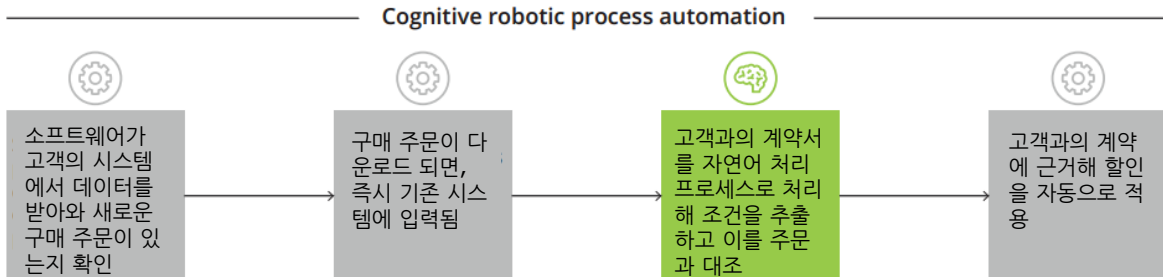 Cognitive robotic process automation
소프트웨어가
고객의 시스템
에서 데이터를
받아와 새로운
구매 주문이 있
는지 확인
구매 주문이 다
운로드 되면,
즉시 기존 시스
템에 입력됨
고객과의 계약서
를 자연어 처리
프로세스로 처리
해 조건을 추출
하고 이를 주문
과 대조
고객과의 계약
에 근거해 할인
을 자동으로 적
용